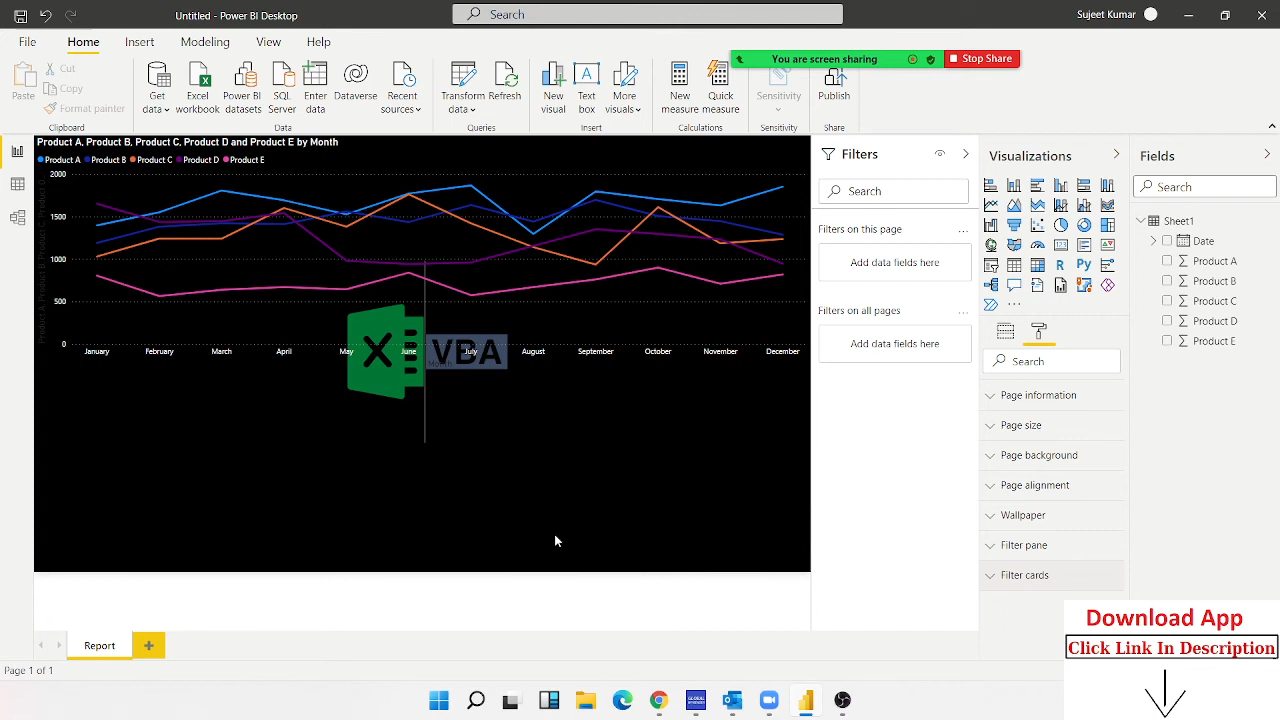 Untitled - Power BI Desktop
Search
Sujeet Kumar
File Home Insert Modeling View Help
You are screen sharing
Stop Share
Paste
Cut
Copy
Format painter
Get data
Excel workbook
Power BI datasets
SQL Server
Enter data
Dataverse
Recent sources
Transform data
Refresh
New visual
Text box
More visuals
New measure
Quick measure
Sensitivity
Publish
Clipboard
Data
Queries
Insert
Calculations
Sensitivity
Share
Product A, Product B, Product C, Product D and Product E by Month
Product A Product B Product C Product D Product E
2000
1500
1000
500
0
January February March April May June July August September October November December
Month
X
VBA
Filters
Search
Filters on this page
...
Add data fields here
Filters on all pages
...
Add data fields here
Visualizations
R
Py
123
...
Search
Page information
Page size
Page background
Page alignment
Wallpaper
Filter pane
Filter cards
Fields
Search
Sheet1
Date
Product A
Product B
Product C
Product D
Product E
Report
Page 1 of 1
Download App
Click Link In Description